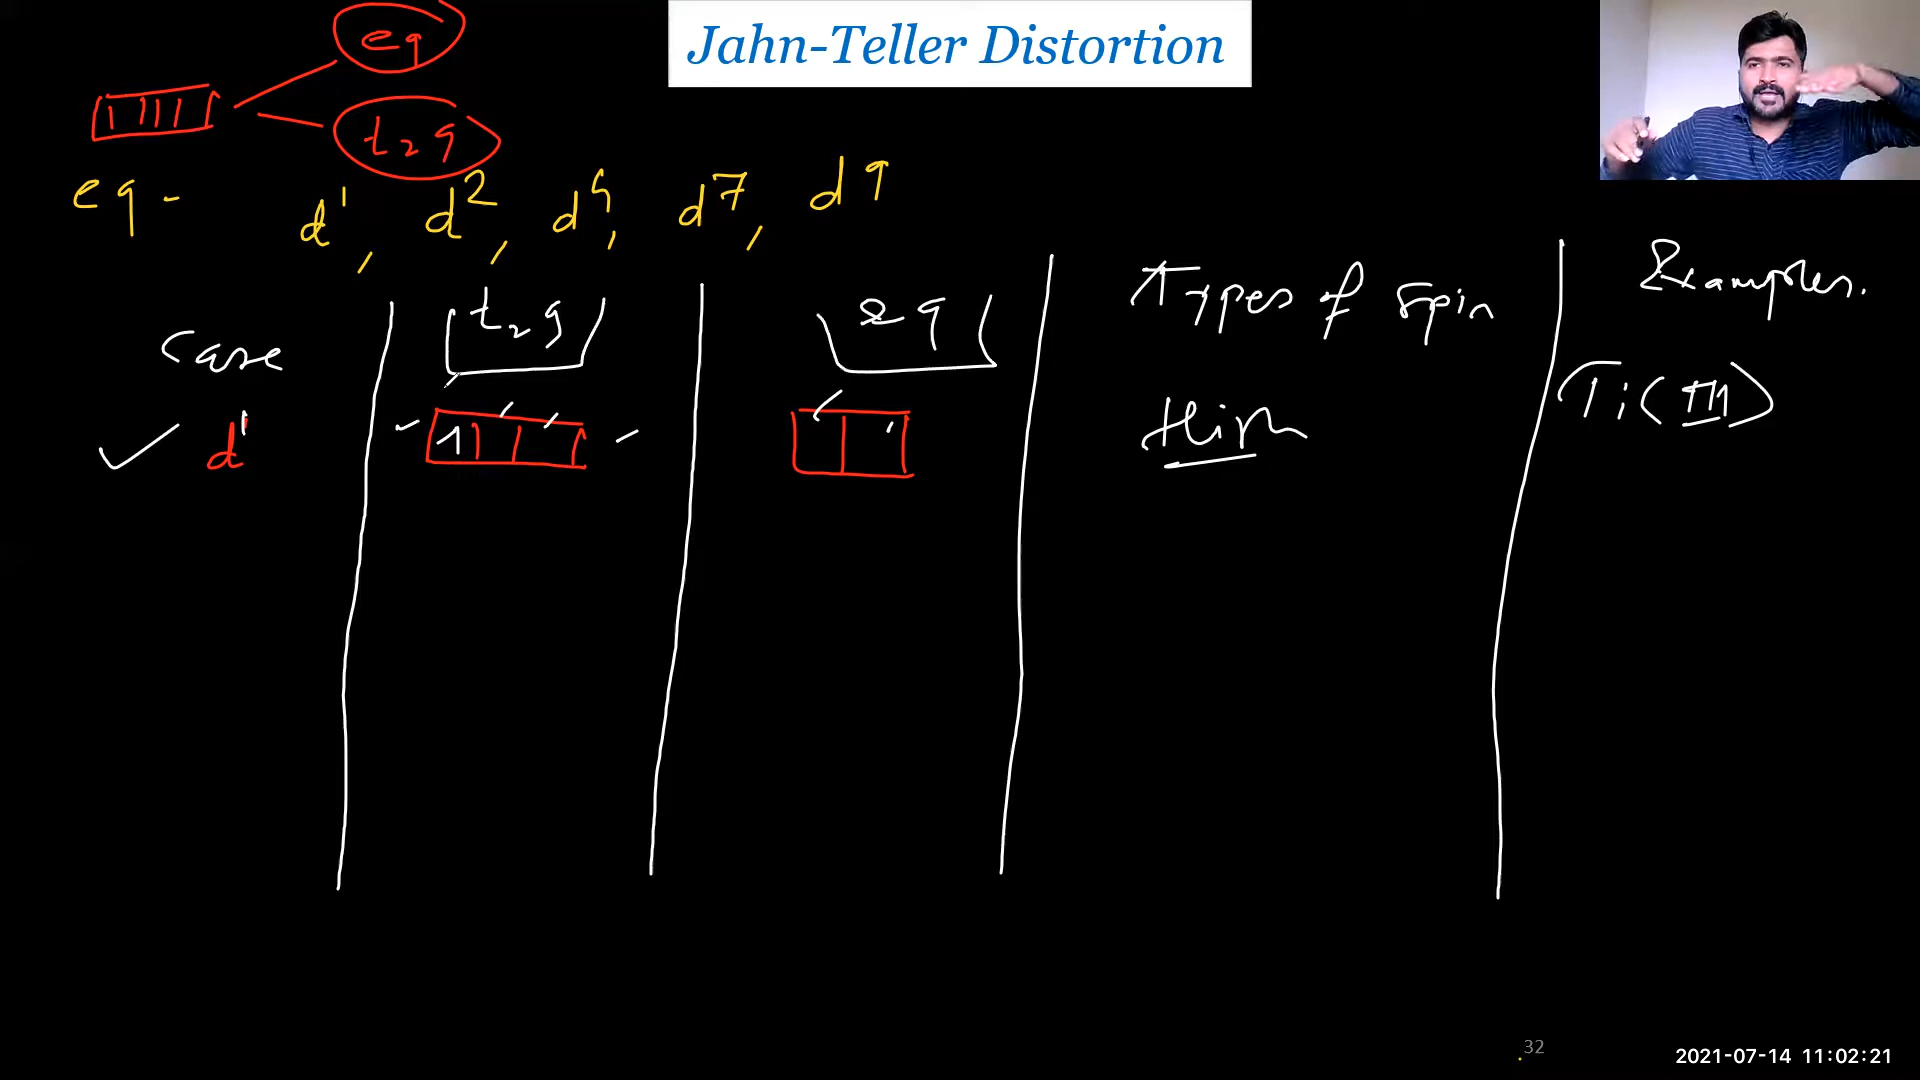 Jahn-Teller Distortion
eg
t2g
eg - d¹, d², d⁴, d⁷, d⁹
Case t2g eg Types of Spin Examples.
d¹ 1 High Ti(III)
32
2021-07-14 11:02:21